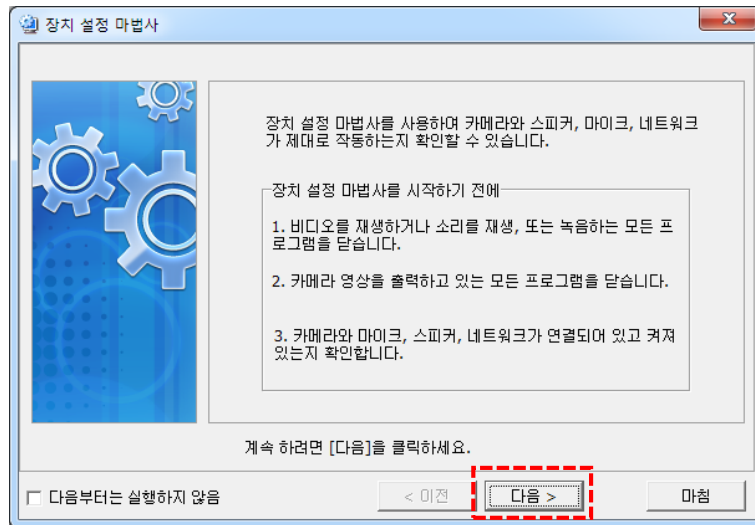 장치 설정 마법사
장치 설정 마법사를 사용하여 카메라와 스피커, 마이크, 네트워크
가 제대로 작동하는지 확인할 수 있습니다.
장치 설정 마법사를 시작하기 전에
1. 비디오를 재생하거나 소리를 재생, 또는 녹음하는 모든 프
로그램을 닫습니다.
2. 카메라 영상을 출력하고 있는 모든 프로그램을 닫습니다.
3. 카메라와 마이크, 스피커, 네트워크가 연결되어 있고 켜져
있는지 확인합니다.
계속 하려면 [다음]을 클릭하세요.
다음부터는 실행하지 않음
< 이전
다음 >
마침